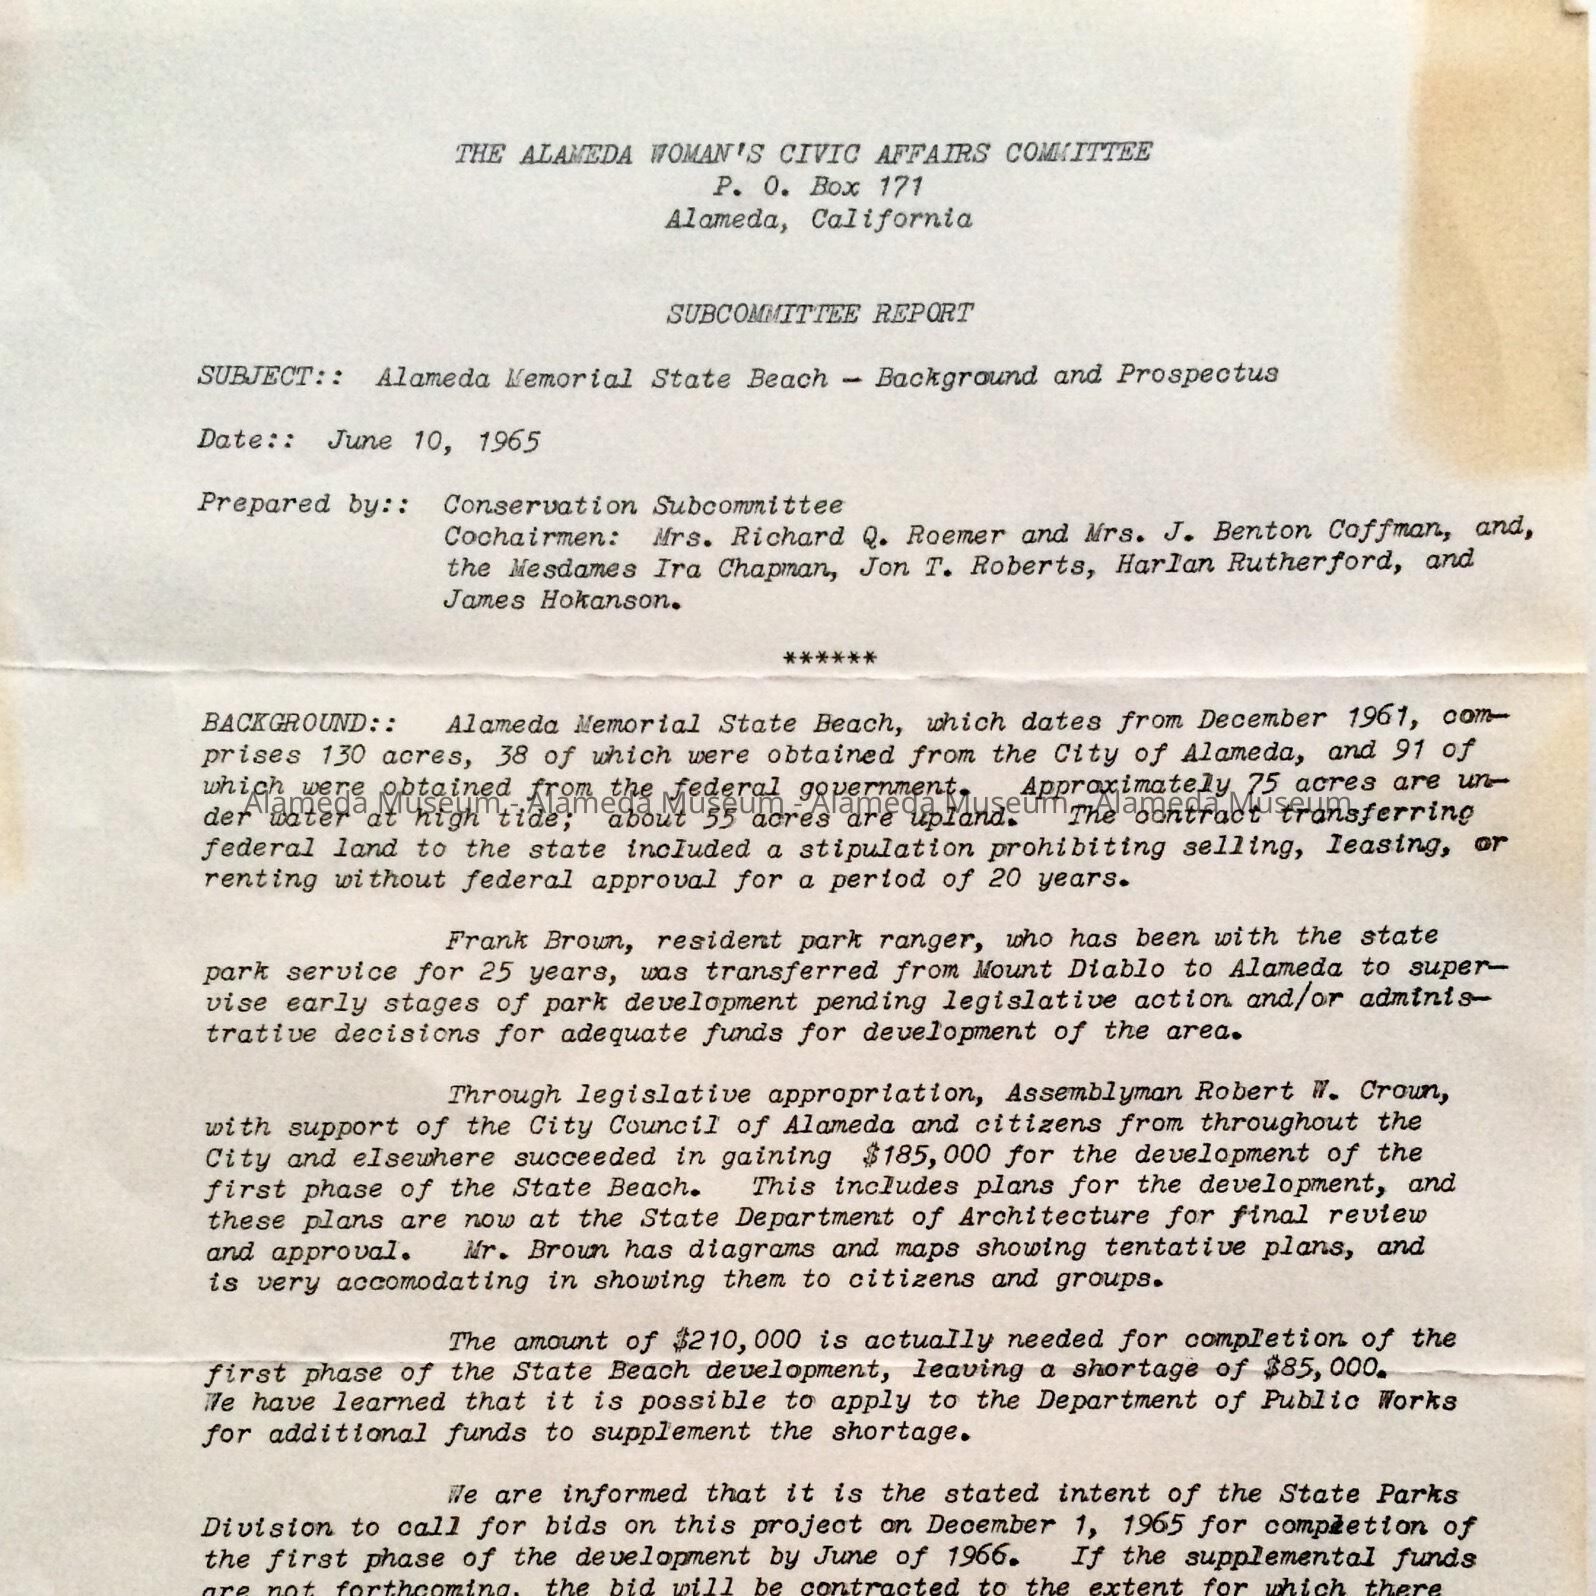 THE ALAMEDA WOMAN'S CIVIC AFFAIRS COMMITTEE
P. O. Box 171
Alameda, California
SUBCOMMITTEE REPORT
SUBJECT:: Alameda Memorial State Beach — Background and Prospectus
Date:: June 10, 1965
Prepared by:: Conservation Subcommittee
Cochairmen: Mrs. Richard Q. Roemer and Mrs. J. Benton Coffman, and,
the Mesdames Ira Chapman, Jon T. Roberts, Harlan Rutherford, and
James Hokanson.
******
BACKGROUND:: Alameda Memorial State Beach, which dates from December 1961, com-
prises 130 acres, 38 of which were obtained from the City of Alameda, and 91 of
which were obtained from the federal government. Approximately 75 acres are un-
Alameda Museum - Alameda Museum - Alameda Museum - Alameda Museum
der water at high tide; about 55 acres are upland. The contract transferring
federal land to the state included a stipulation prohibiting selling, leasing, or
renting without federal approval for a period of 20 years.
Frank Brown, resident park ranger, who has been with the state
park service for 25 years, was transferred from Mount Diablo to Alameda to super-
vise early stages of park development pending legislative action and/or adminis-
trative decisions for adequate funds for development of the area.
Through legislative appropriation, Assemblyman Robert W. Crown,
with support of the City Council of Alameda and citizens from throughout the
City and elsewhere succeeded in gaining $185,000 for the development of the
first phase of the State Beach. This includes plans for the development, and
these plans are now at the State Department of Architecture for final review
and approval. Mr. Brown has diagrams and maps showing tentative plans, and
is very accomodating in showing them to citizens and groups.
The amount of $210,000 is actually needed for completion of the
first phase of the State Beach development, leaving a shortage of $85,000.
We have learned that it is possible to apply to the Department of Public Works
for additional funds to supplement the shortage.
We are informed that it is the stated intent of the State Parks
Division to call for bids on this project on December 1, 1965 for completion of
the first phase of the development by June of 1966. If the supplemental funds
are not forthcoming, the bid will be contracted to the extent for which there